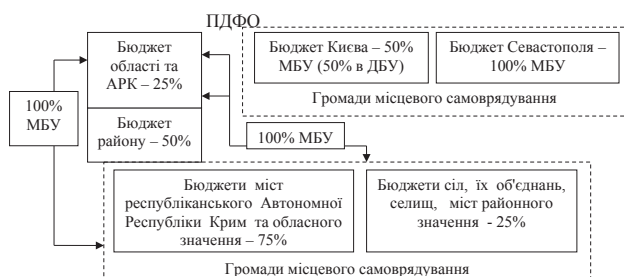 ПДФО
Бюджет
області та
АРК – 25%
Бюджет
району – 50%
100%
МБУ
Бюджет Києва – 50%
МБУ (50% в ДБУ)
Бюджет Севастополя –
100% МБУ
Громади місцевого самоврядування
100% МБУ
Бюджети міст
республіканського Автономної
Республіки Крим та обласного
значення – 75%
Бюджети сіл, їх об'єднань,
селищ, міст районного
значення - 25%
Громади місцевого самоврядування